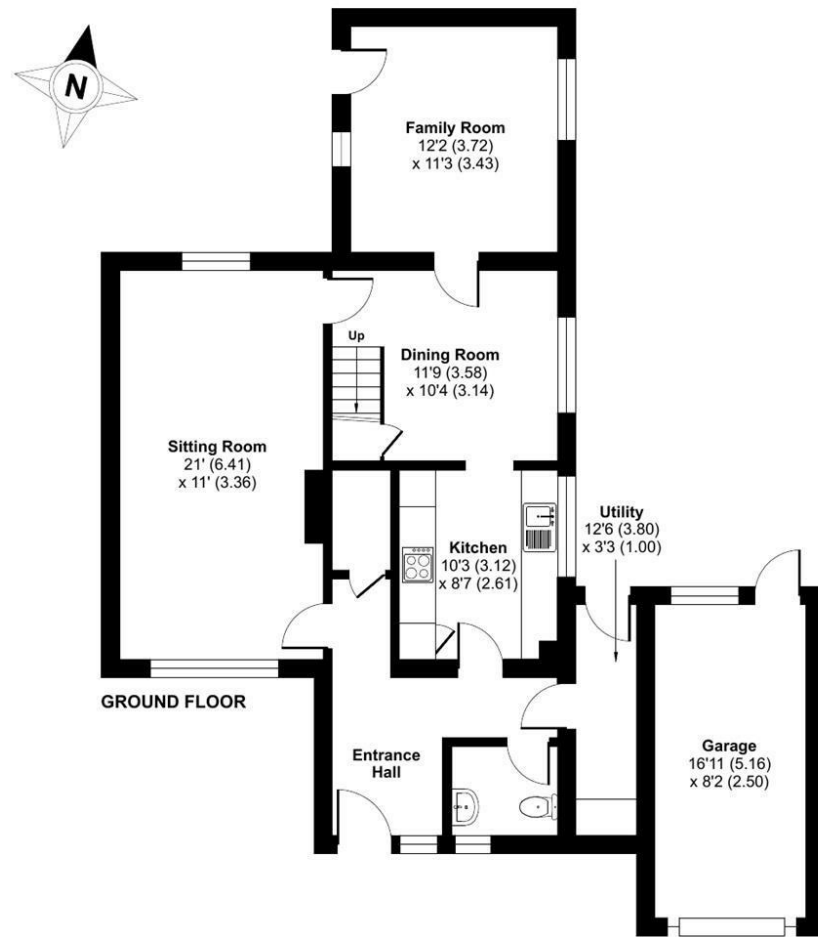 N
Family Room
12'2 (3.72)
x 11'3 (3.43)
Up
Dining Room
11'9 (3.58)
x 10'4 (3.14)
Sitting Room
21' (6.41)
x 11' (3.36)
Utility
12'6 (3.80)
x 3'3 (1.00)
Kitchen
10'3 (3.12)
x 8'7 (2.61)
GROUND FLOOR
Entrance
Hall
Garage
16'11 (5.16)
x 8'2 (2.50)